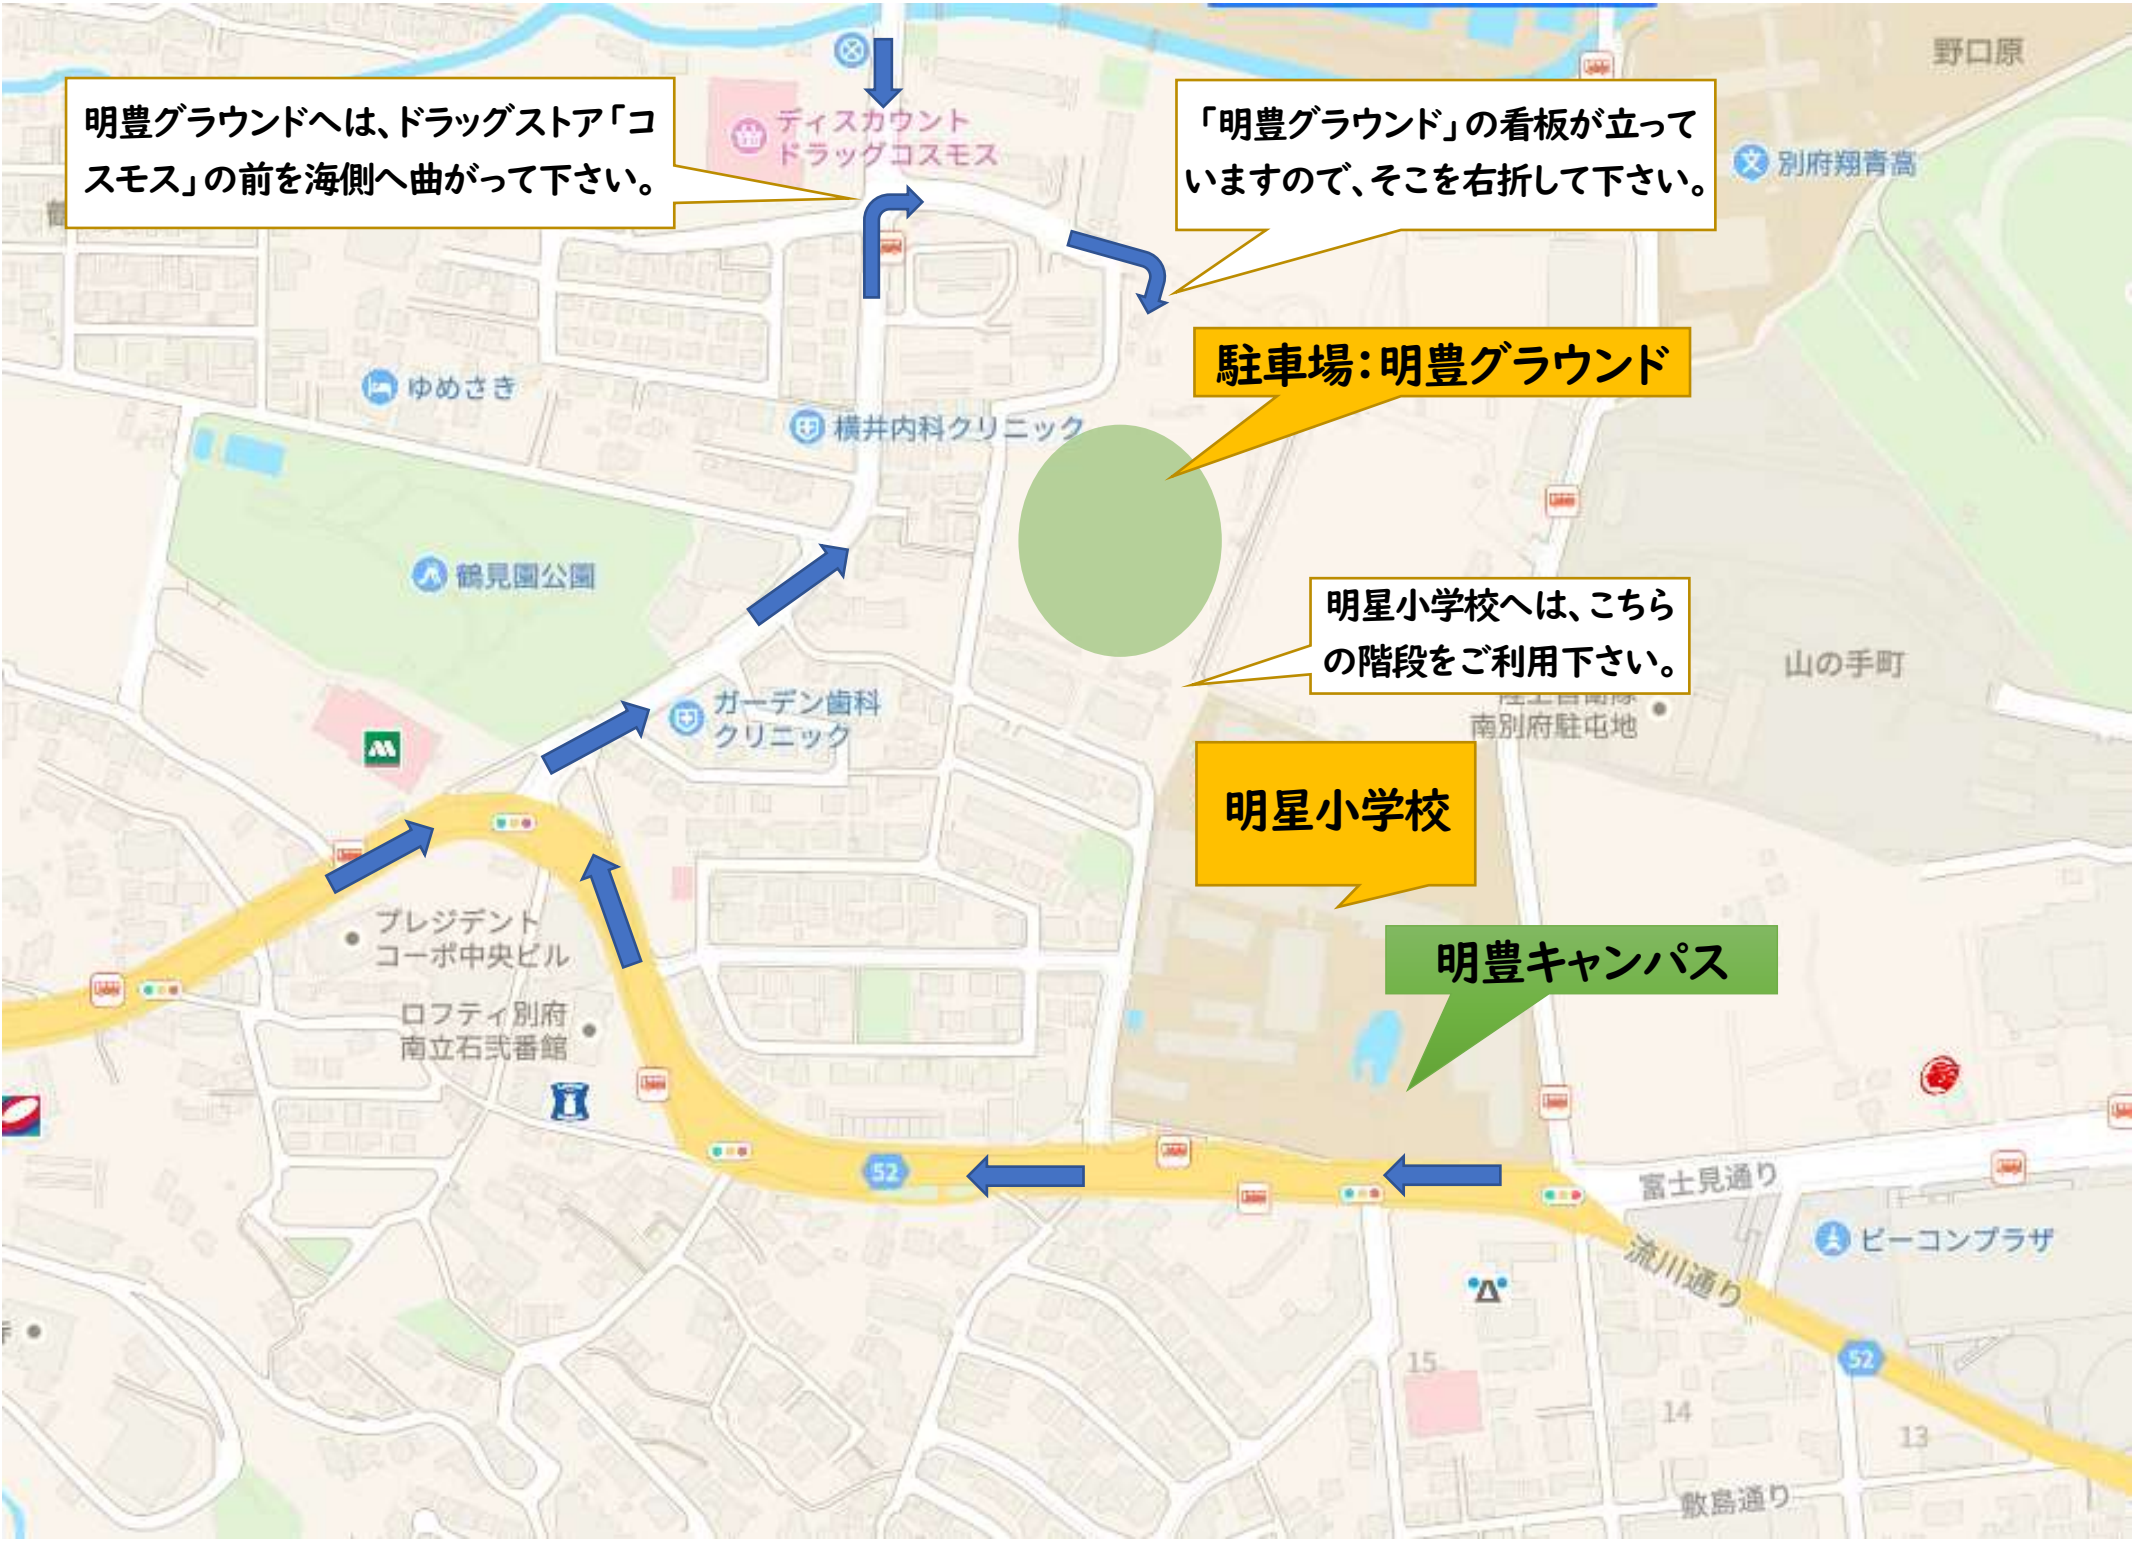 野口原
明豊グラウンドへは、ドラッグストア「コ
スモス」の前を海側へ曲がって下さい。
ディスカウント
ドラッグコスモス
「明豊グラウンド」の看板が立って
いますので、そこを右折して下さい。
別府翔青高
駐車場：明豊グラウンド
ゆめさき
横井内科クリニック
鶴見園公園
明星小学校へは、こちら
の階段をご利用下さい。
山の手町
南別府駐屯地
ガーデン歯科
クリニック
明星小学校
プレジデント
コーポ中央ビル
明豊キャンパス
ロフティ別府
南立石弐番館
52
富士見通り
ビーコンプラザ
流川通り
52
15
14
13
敷島通り